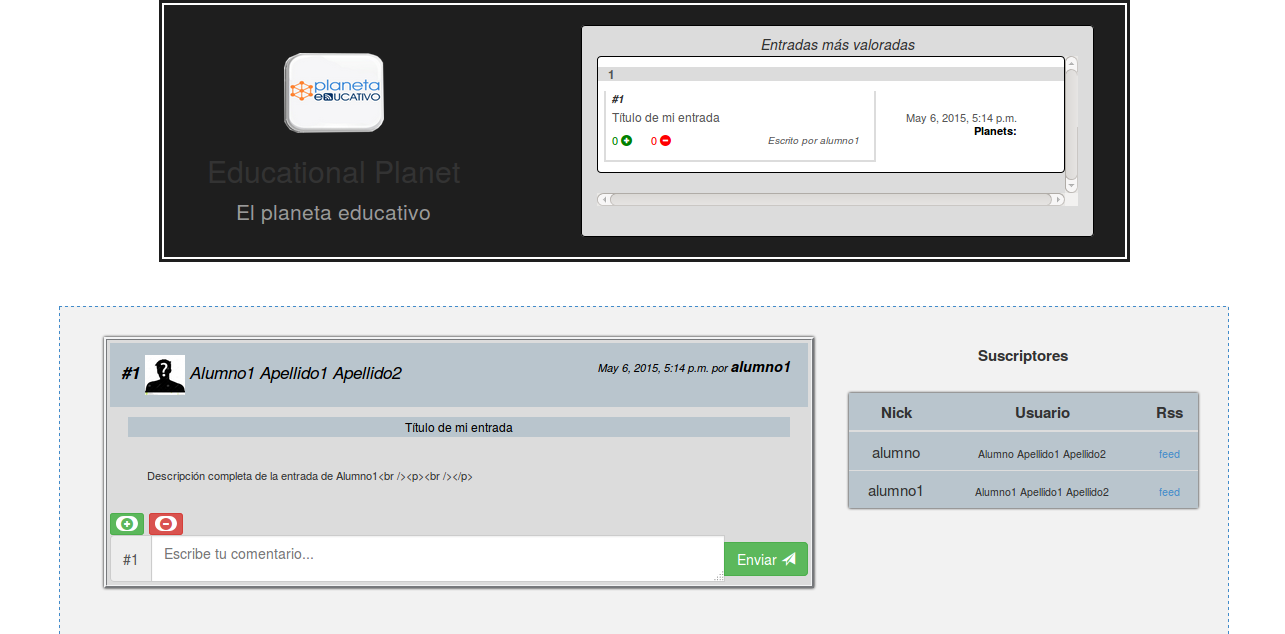 planeta
eDUCATIVO
Educational Planet
El planeta educativo
Entradas más valoradas
1
#1
Título de mi entrada
0 0 Escrito por alumno1
May 6, 2015, 5:14 p.m.
Planets:
#1 Alumno1 Apellido1 Apellido2 May 6, 2015, 5:14 p.m. por alumno1
Título de mi entrada
Descripción completa de la entrada de Alumno1<br /><p><br /></p>
#1 Escribe tu comentario... Enviar
Suscriptores
Nick Usuario Rss
alumno Alumno Apellido1 Apellido2 feed
alumno1 Alumno1 Apellido1 Apellido2 feed